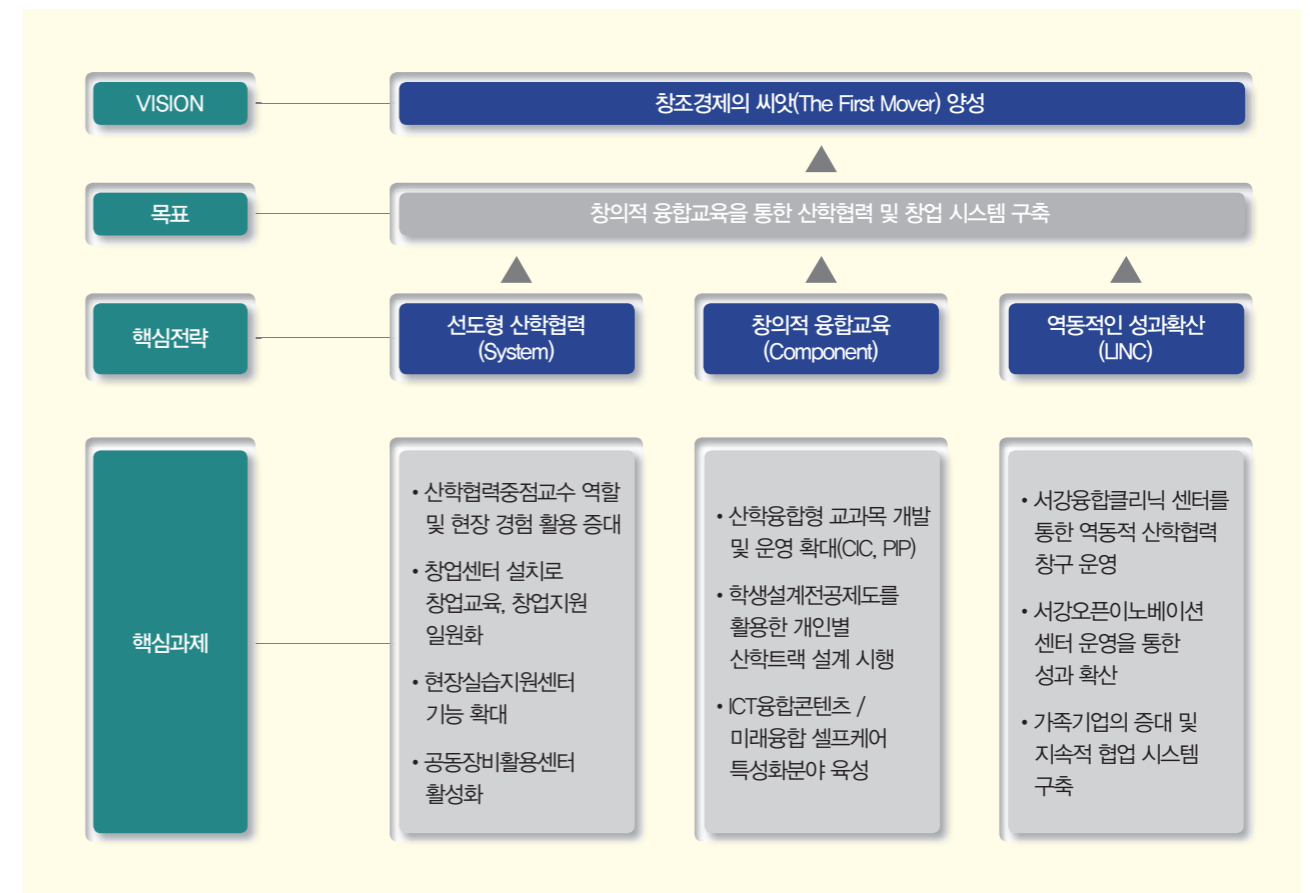 VISION
창조경제의 씨앗(The First Mover) 양성
목표
창의적 융합교육을 통한 산학협력 및 창업 시스템 구축
핵심전략
선도형 산학협력
(System)
창의적 융합교육
(Component)
역동적인 성과확산
(LINC)
핵심과제
• 산학협력중점교수 역할
및 현장 경험 활용 증대
• 창업센터 설치로
창업교육, 창업지원
일원화
• 현장실습지원센터
기능 확대
• 공동장비활용센터
활성화
• 산학융합형 교과목 개발
및 운영 확대(CIC, PIP)
• 학생설계전공제도를
활용한 개인별
산학트랙 설계 시행
• ICT융합콘텐츠 /
미래융합 셀프케어
특성화분야 육성
• 서강융합클리닉 센터를
통한 역동적 산학협력
창구 운영
• 서강오픈이노베이션
센터 운영을 통한
성과 확산
• 가족기업의 증대 및
지속적 협업 시스템
구축